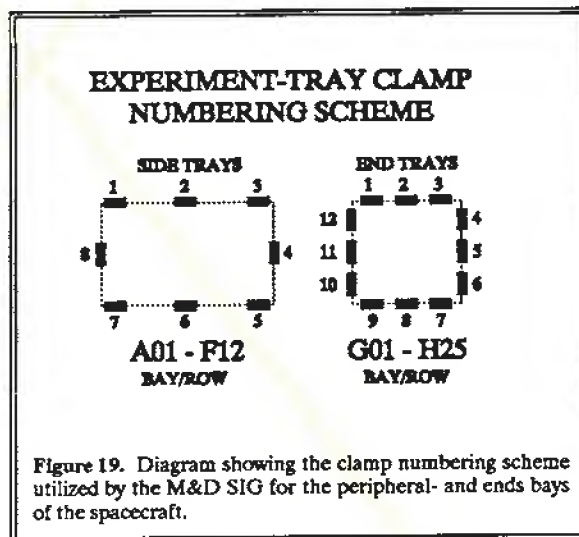 EXPERIMENT-TRAY CLAMP
NUMBERING SCHEME
SIDE TRAYS
1 2 3
8 4
7 6 5
A01 - F12
BAY/ROW
END TRAYS
1 2 3
12 4
11 5
10 6
9 8 7
G01 - H25
BAY/ROW
Figure 19. Diagram showing the clamp numbering scheme
utilized by the M&D SIG for the peripheral- and ends bays
of the spacecraft.